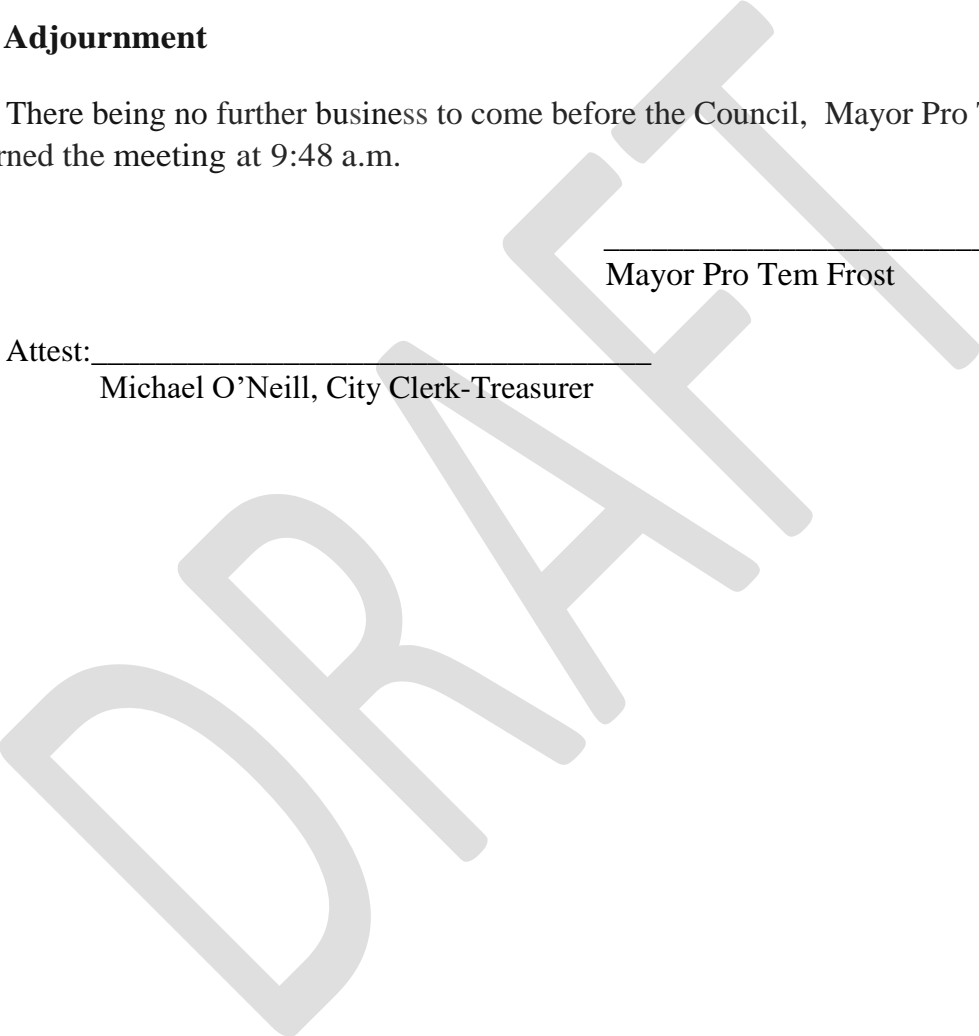 Adjournment
There being no further business to come before the Council, Mayor Pro T
rned the meeting at 9:48 a.m.
Mayor Pro Tem Frost
Attest:___________________________________
Michael O’Neill, City Clerk-Treasurer
DRAFT